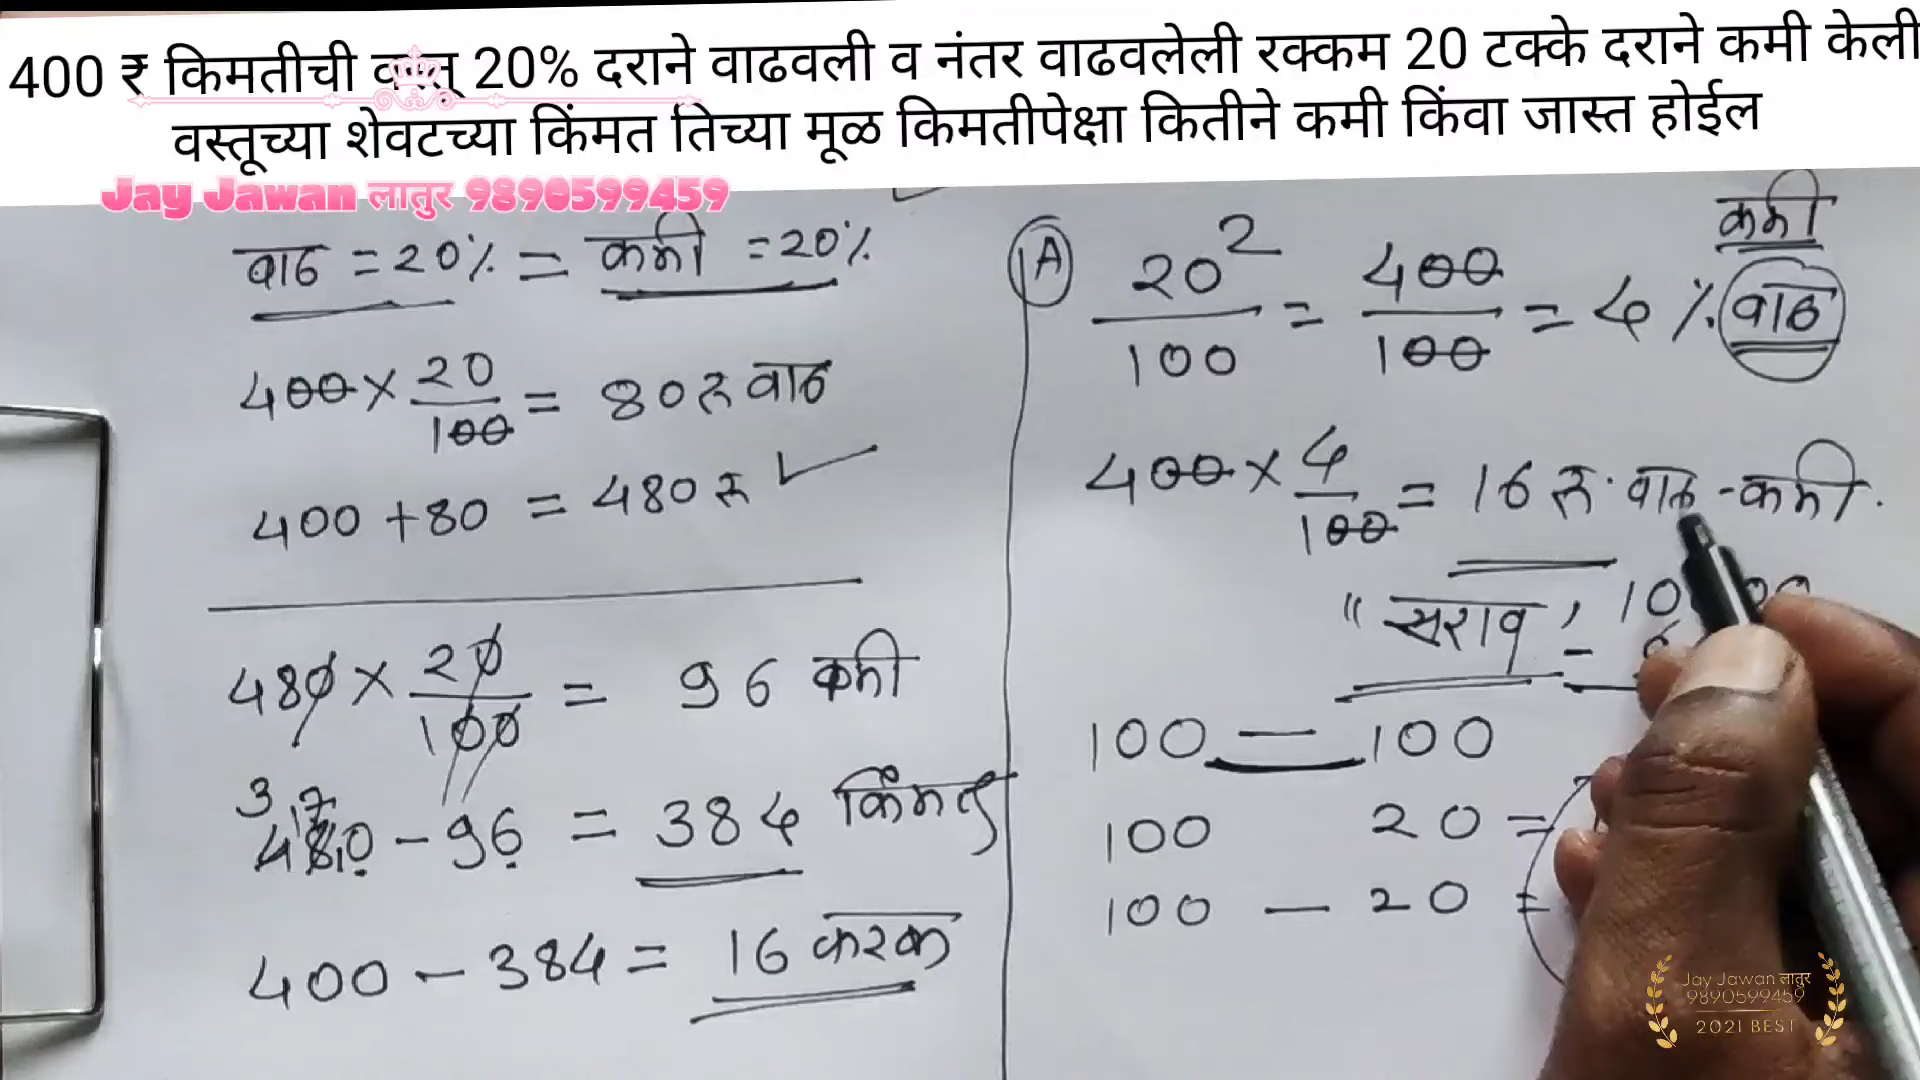 400 ₹ किमतीची वस्तू 20% दराने वाढवली व नंतर वाढवलेली रक्कम 20 टक्के दराने कमी केली
वस्तूच्या शेवटच्या किंमत तिच्या मूळ किमतीपेक्षा कितीने कमी किंवा जास्त होईल
Jay Jawan लातुर 9890599459
वाढ = 20% = कमी = 20%
400 × 20/100 = 80 रु वाढ
400 + 80 = 480 रु ✓
480 × 20/100 = 96 कमी
3 17
480 - 96 = 384 किंमत
400 - 384 = 16 फरक
कमी
A 20²/100 = 400/100 = 4 % वाढ
400 × 4/100 = 16 रु. वाढ - कमी.
"सराव" =
100 — 100
100 20 =
100 — 20 =
Jay Jawan लातुर
9890599459
2021 BEST